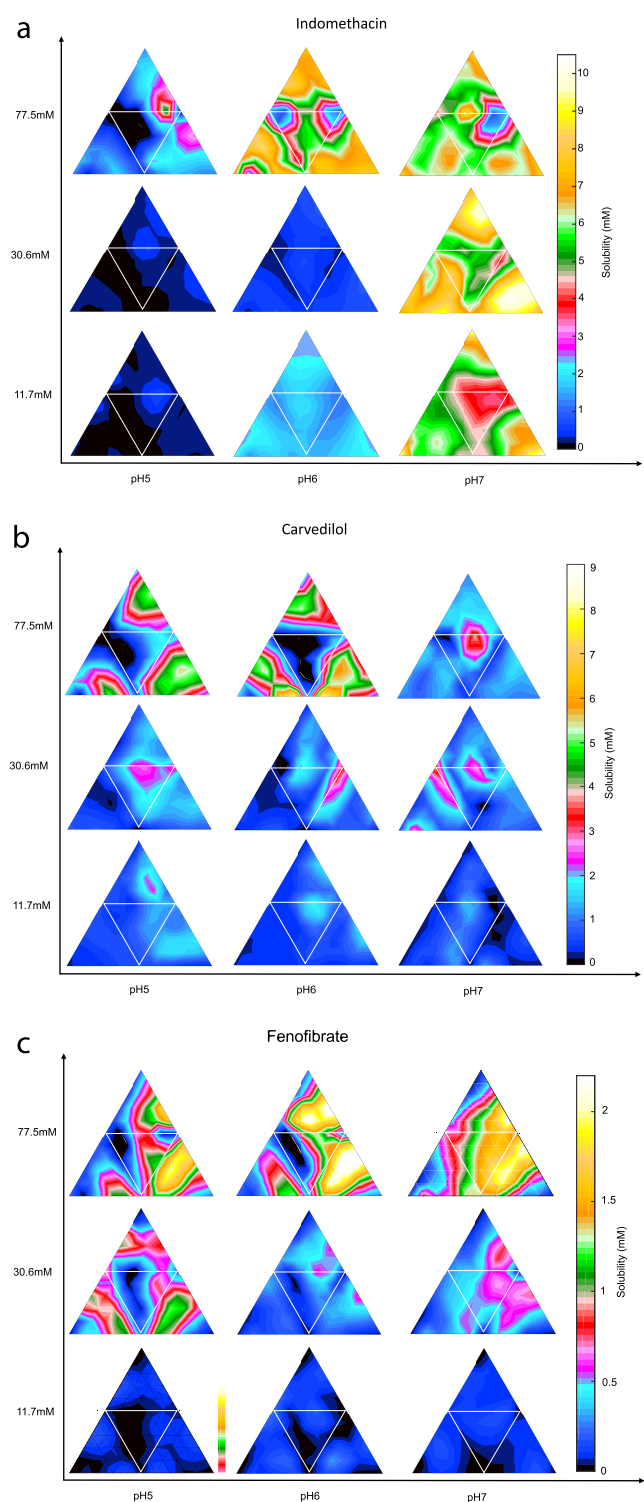 a
Indomethacin
77.5mM
30.6mM
11.7mM
pH5
pH6
pH7
10
9
8
7
6
5
4
3
2
1
0
Solubility (mM)
b
Carvedilol
77.5mM
30.6mM
11.7mM
pH5
pH6
pH7
9
8
7
6
5
4
3
2
1
0
Solubility (mM)
c
Fenofibrate
77.5mM
30.6mM
11.7mM
pH5
pH6
pH7
2
1.5
1
0.5
0
Solubility (mM)